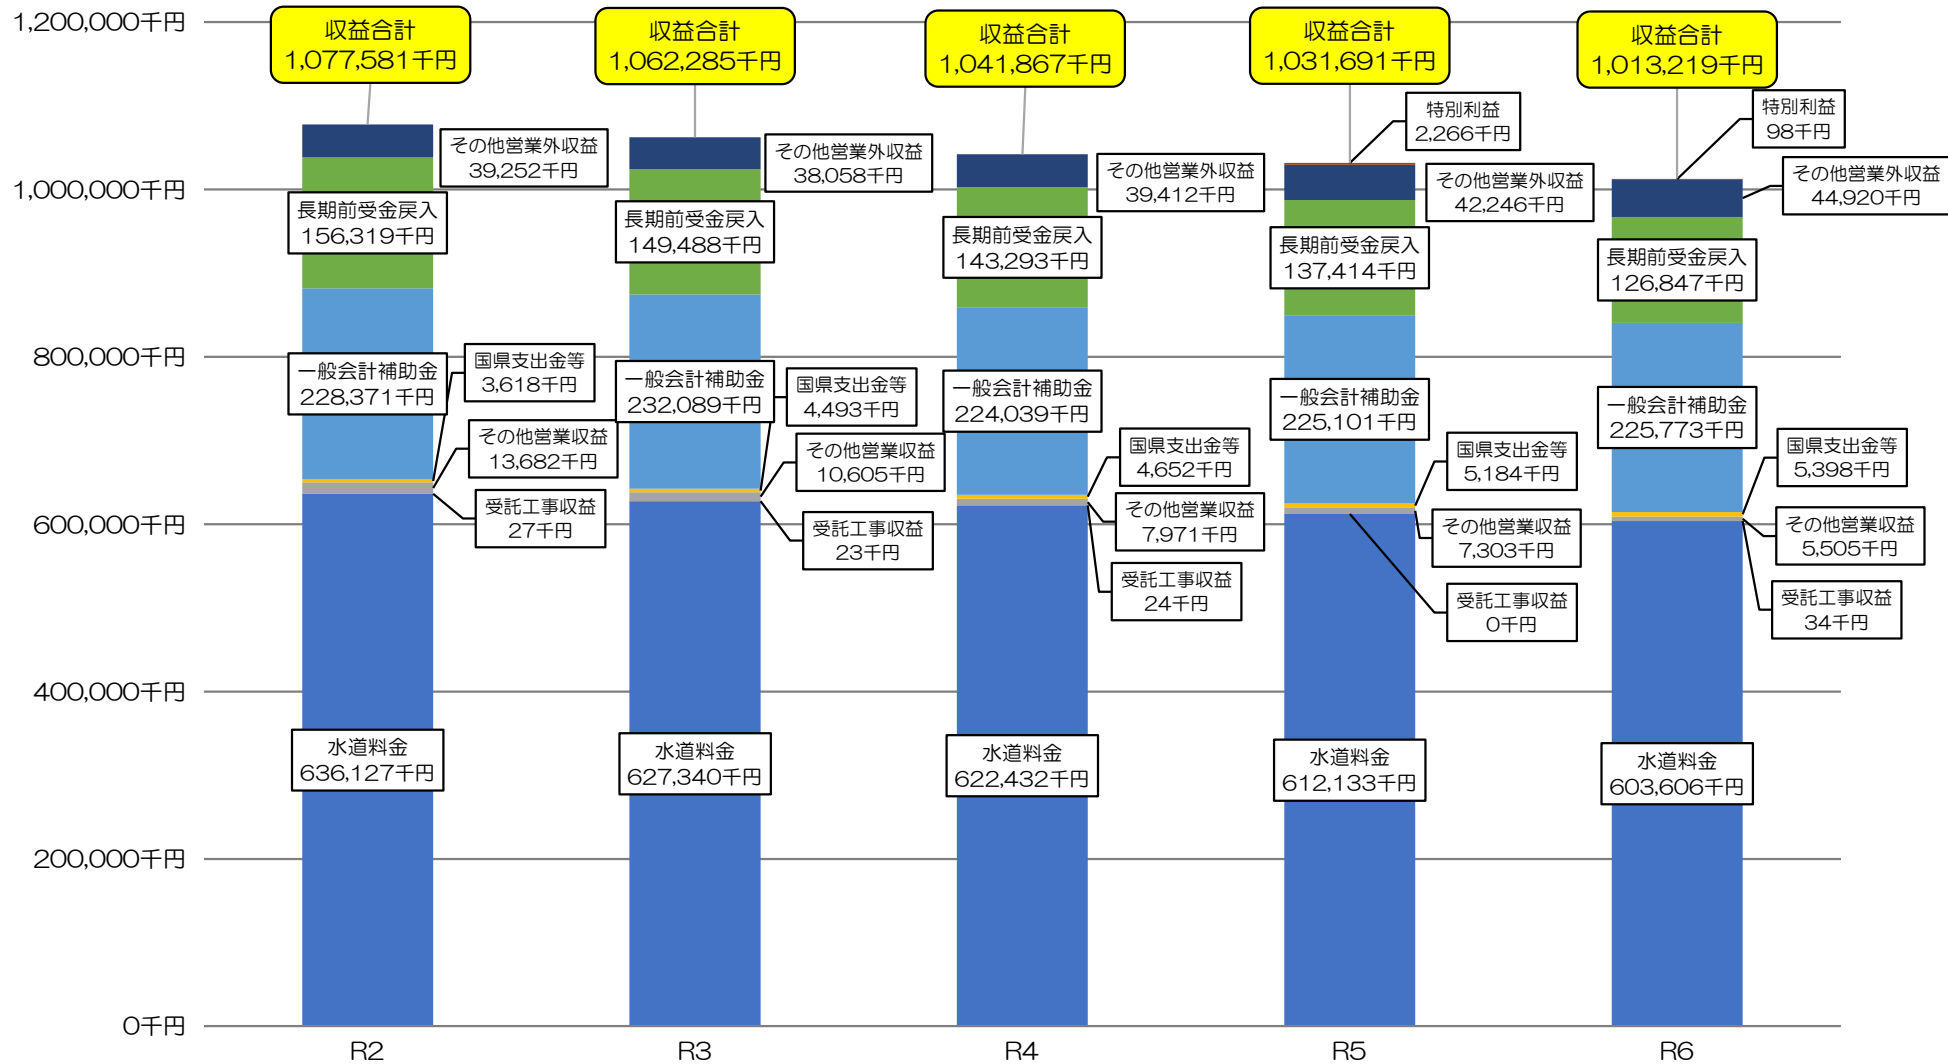 1,200,000千円
1,000,000千円
800,000千円
600,000千円
400,000千円
200,000千円
0千円
収益合計
1,077,581千円
その他営業外収益
39,252千円
長期前受金戻入
156,319千円
一般会計補助金
228,371千円
国県支出金等
3,618千円
その他営業収益
13,682千円
受託工事収益
27千円
水道料金
636,127千円
R2
収益合計
1,062,285千円
その他営業外収益
38,058千円
長期前受金戻入
149,488千円
一般会計補助金
232,089千円
国県支出金等
4,493千円
その他営業収益
10,605千円
受託工事収益
23千円
水道料金
627,340千円
R3
収益合計
1,041,867千円
その他営業外収益
39,412千円
長期前受金戻入
143,293千円
一般会計補助金
224,039千円
国県支出金等
4,652千円
その他営業収益
7,971千円
受託工事収益
24千円
水道料金
622,432千円
R4
収益合計
1,031,691千円
特別利益
2,266千円
その他営業外収益
42,246千円
長期前受金戻入
137,414千円
一般会計補助金
225,101千円
国県支出金等
5,184千円
その他営業収益
7,303千円
受託工事収益
0千円
水道料金
612,133千円
R5
収益合計
1,013,219千円
特別利益
98千円
その他営業外収益
44,920千円
長期前受金戻入
126,847千円
一般会計補助金
225,773千円
国県支出金等
5,398千円
その他営業収益
5,505千円
受託工事収益
34千円
水道料金
603,606千円
R6